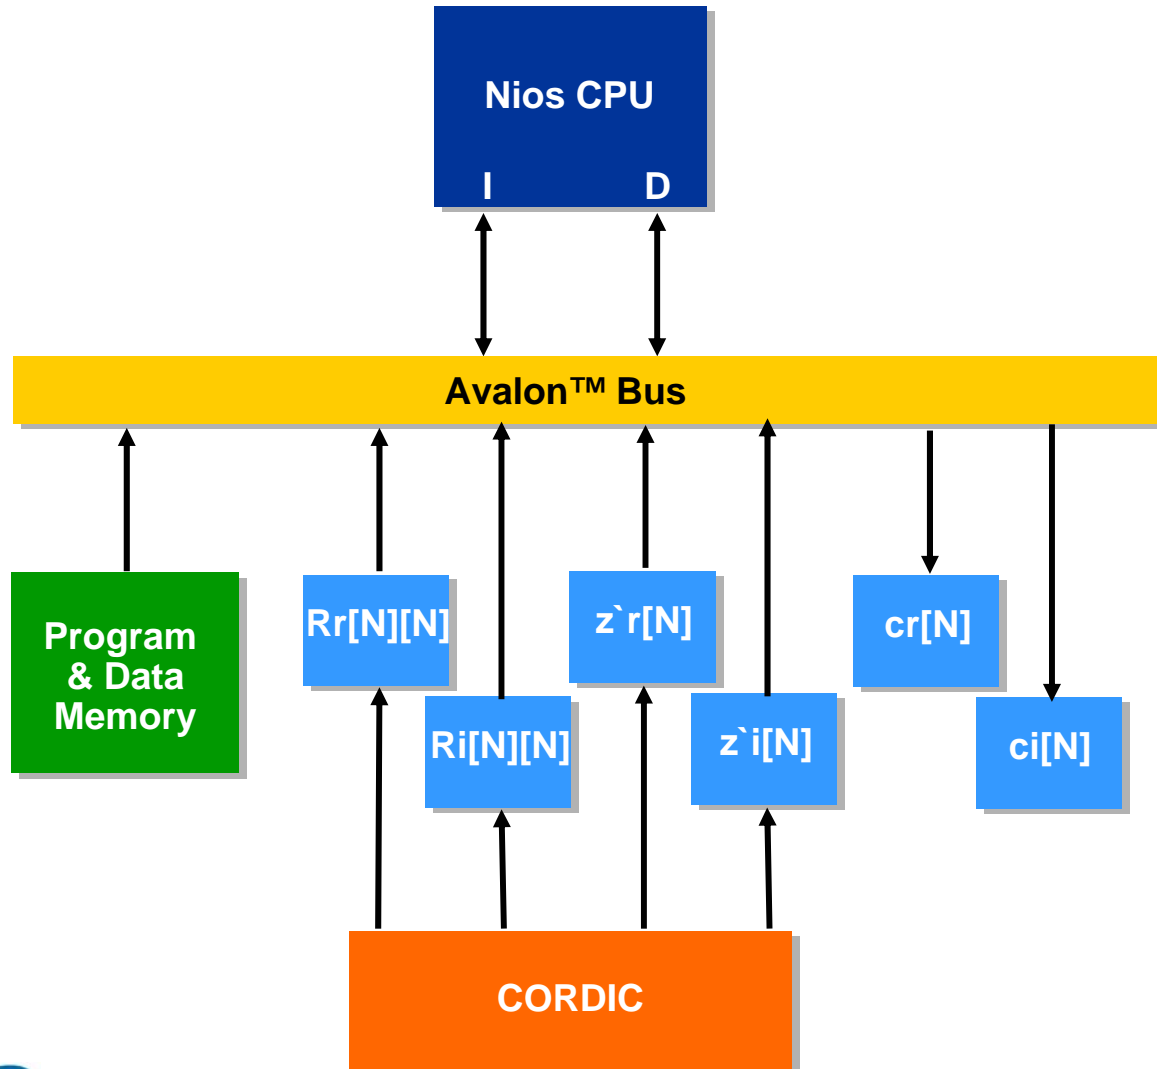 Nios CPU
I D
Avalon™ Bus
Program
& Data
Memory
Rr[N][N]
Ri[N][N]
z`r[N]
z`i[N]
cr[N]
ci[N]
CORDIC